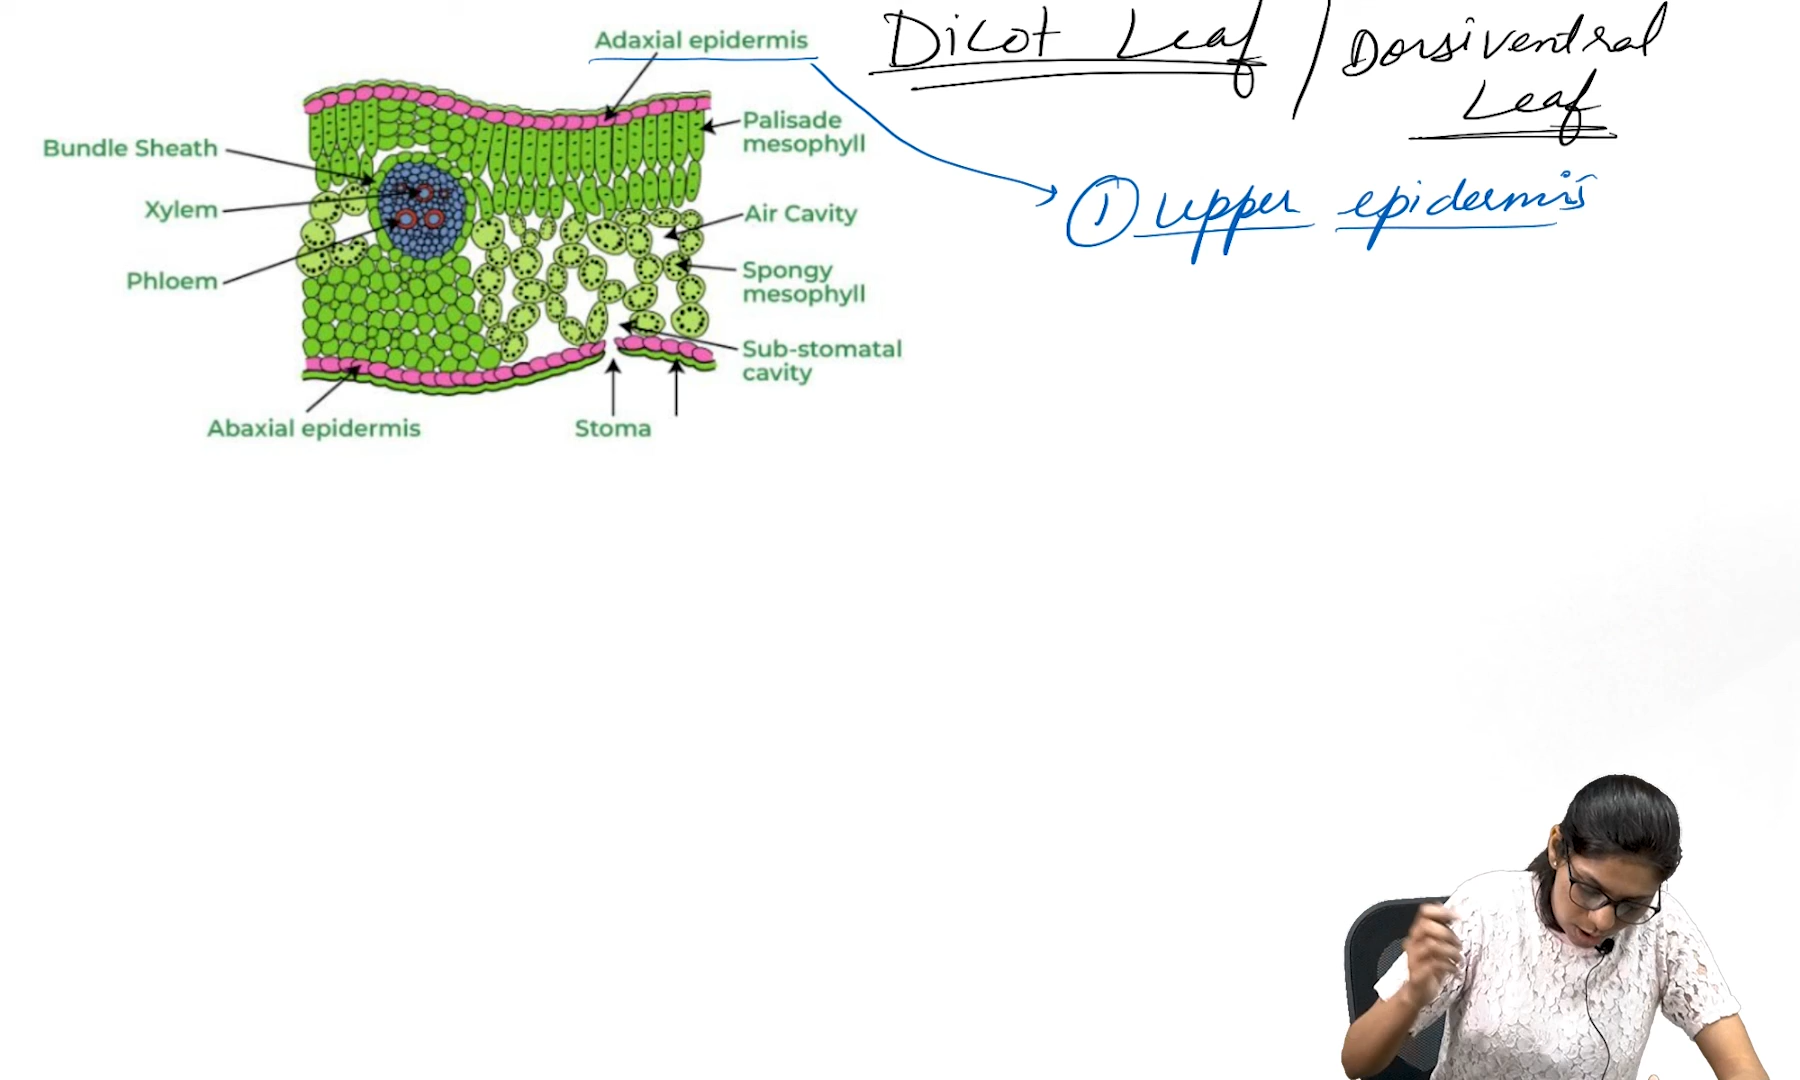 Adaxial epidermis
Dicot Leaf / Dorsiventral
Leaf
Palisade
mesophyll
Bundle Sheath
① upper epidermis
Xylem
Air Cavity
Phloem
Spongy
mesophyll
Sub-stomatal
cavity
Abaxial epidermis
Stoma